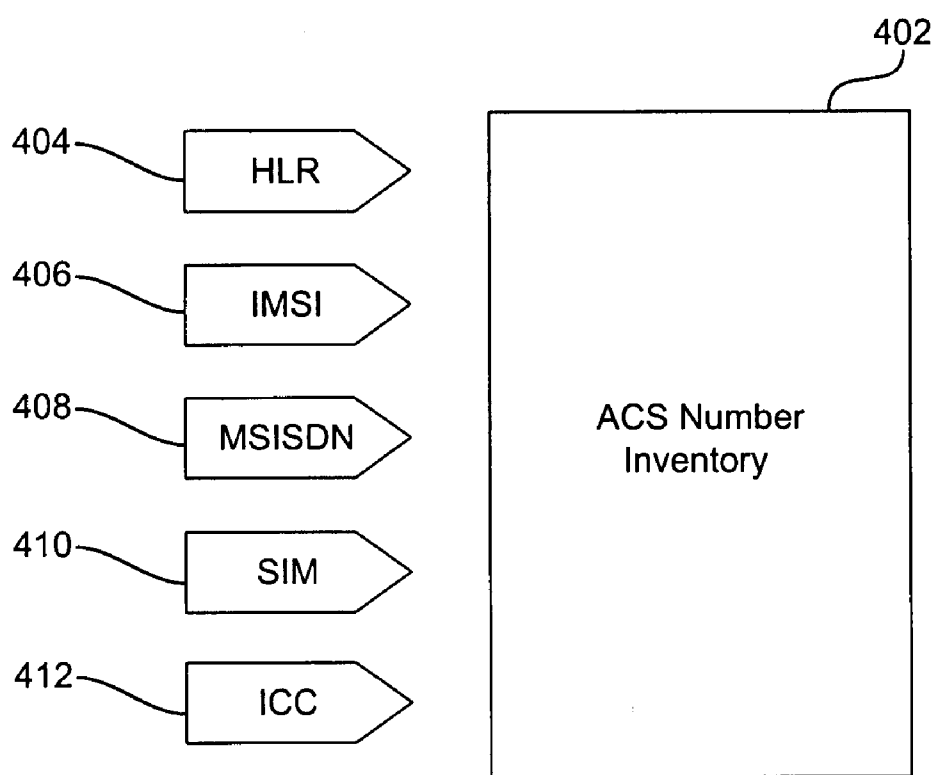 402
404
HLR
406
IMSI
408
MSISDN
ACS Number
Inventory
410
SIM
412
ICC